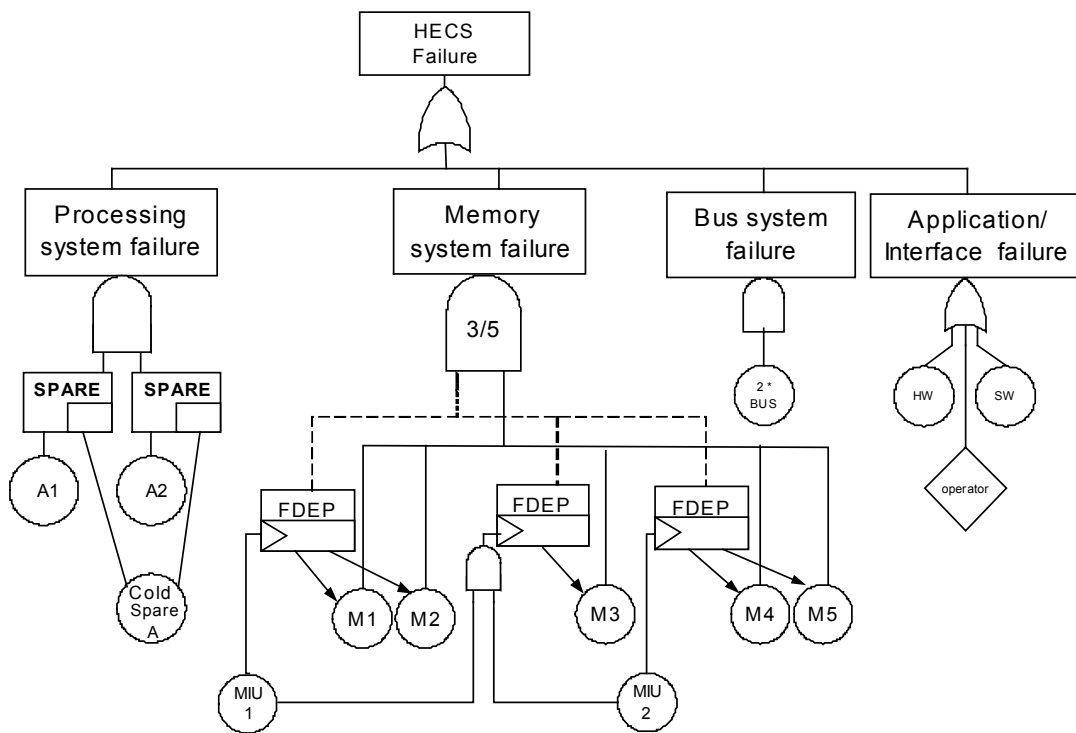 HECS
Failure
Processing
system failure
Memory
system failure
Bus system
failure
Application/
Interface failure
3/5
SPARE
SPARE
2 *
BUS
HW
SW
A1
A2
operator
FDEP
FDEP
FDEP
Cold
Spare
A
M1
M2
M3
M4
M5
MIU
1
MIU
2